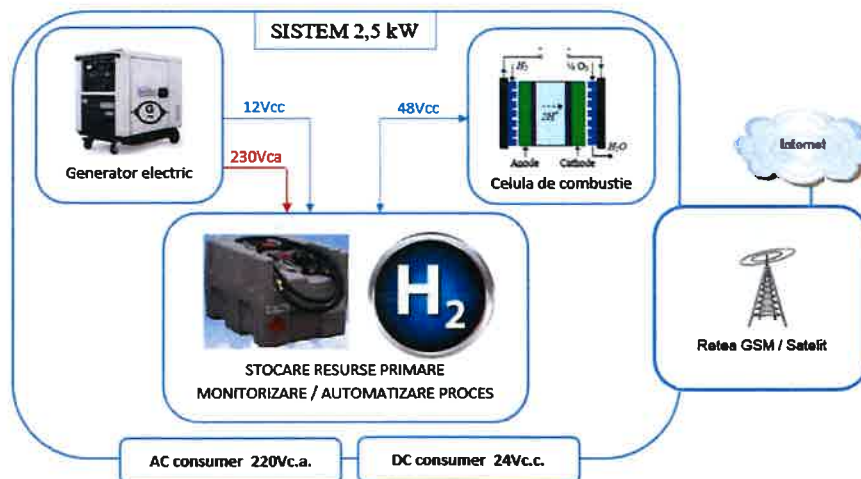 SISTEM 2,5 kW
Generator electric
12Vcc
230Vca
48Vcc
H2
½ O2
2H+
H2O
Anode
Cathode
Celula de combustie
H2
STOCARE RESURSE PRIMARE
MONITORIZARE / AUTOMATIZARE PROCES
AC consumer 220Vc.a.
DC consumer 24Vc.c.
Internet
Retea GSM / Satelit